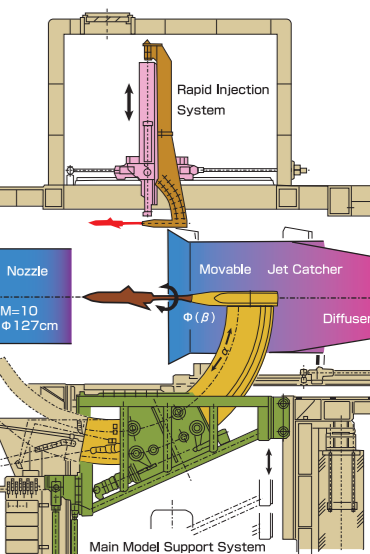 Rapid Injection
System
Nozzle
Movable Jet Catcher
M=10
Φ127cm
Φ(β)
Diffuser
α
Main Model Support System